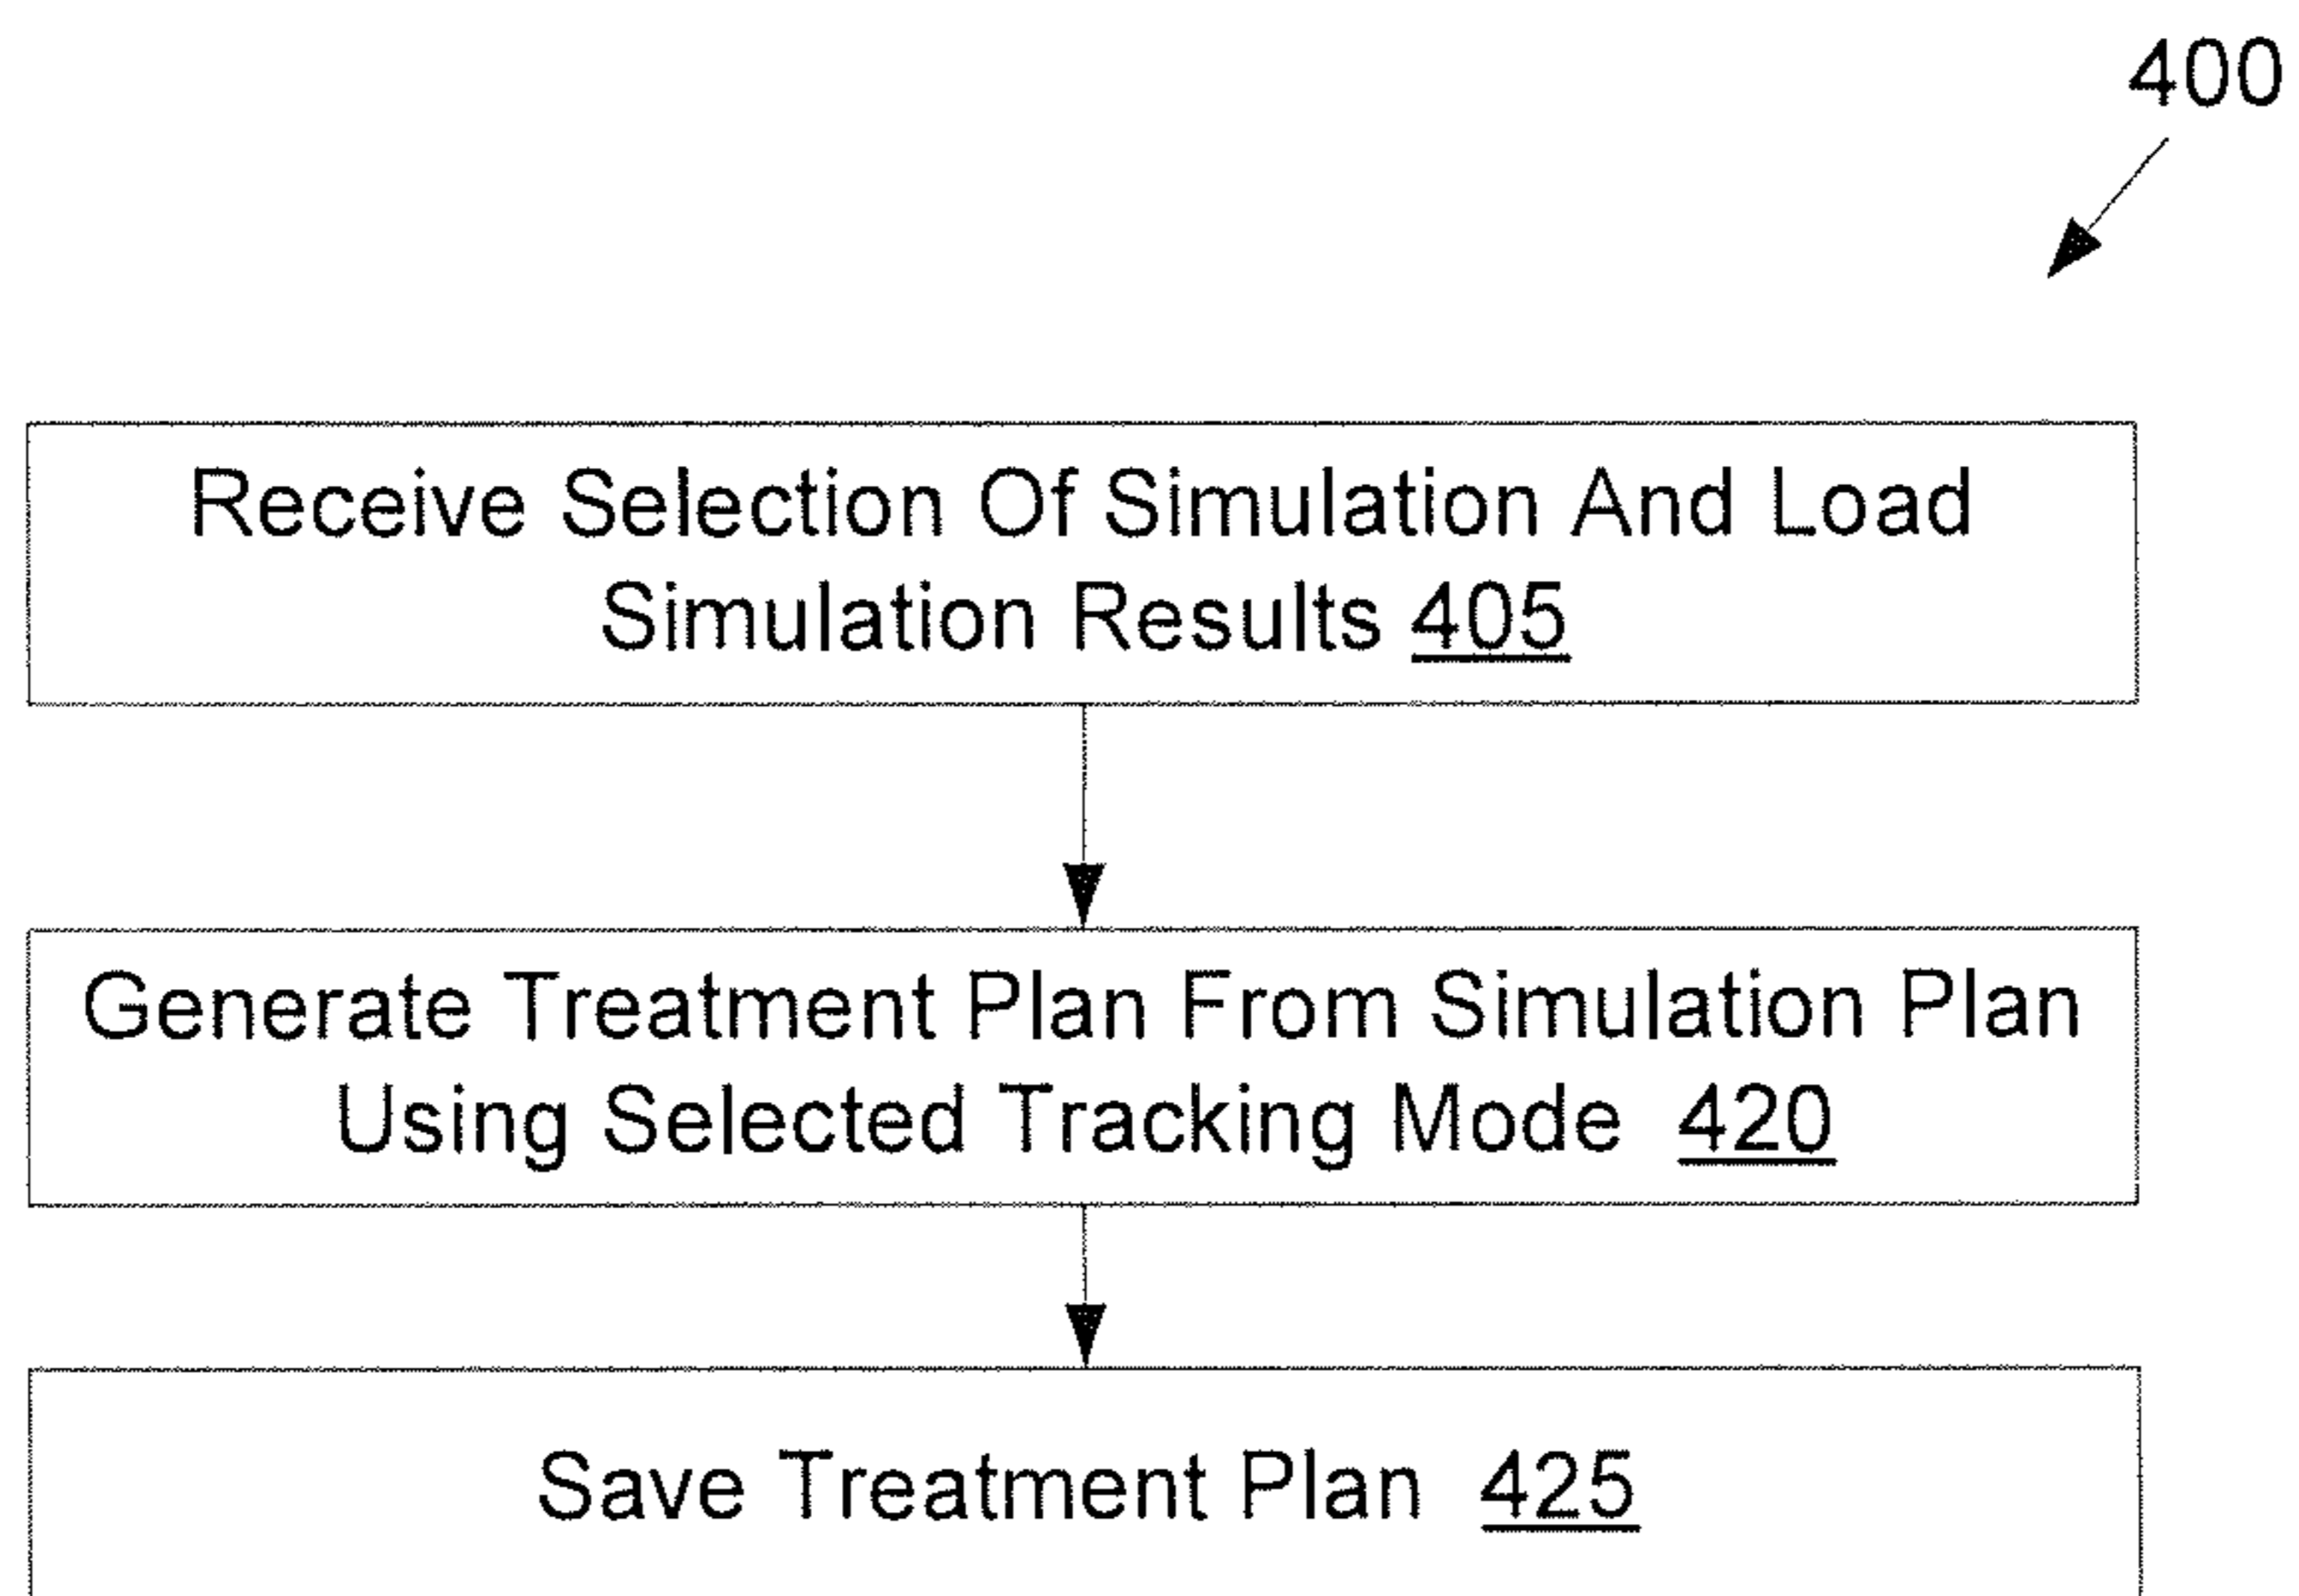 400
Receive Selection Of Simulation And Load
Simulation Results 405
Generate Treatment Plan From Simulation Plan
Using Selected Tracking Mode 420
Save Treatment Plan 425